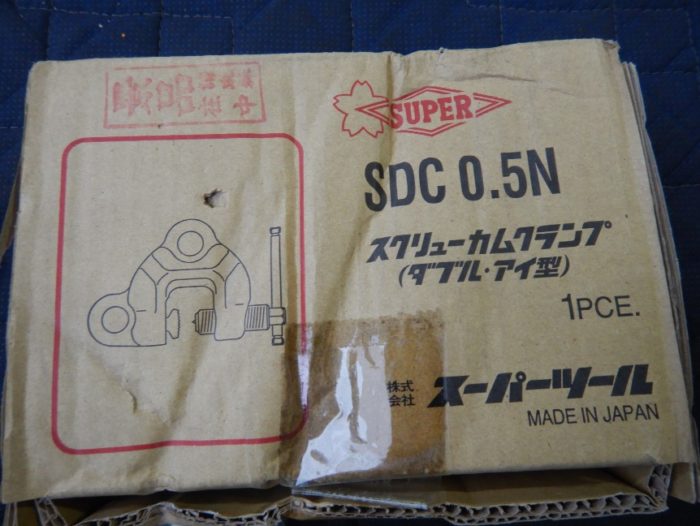 SUPER
SDC 0.5N
スクリューカムクランプ
(ダブル・アイ型)
1PCE.
株式
会社
スーパーツール
MADE IN JAPAN